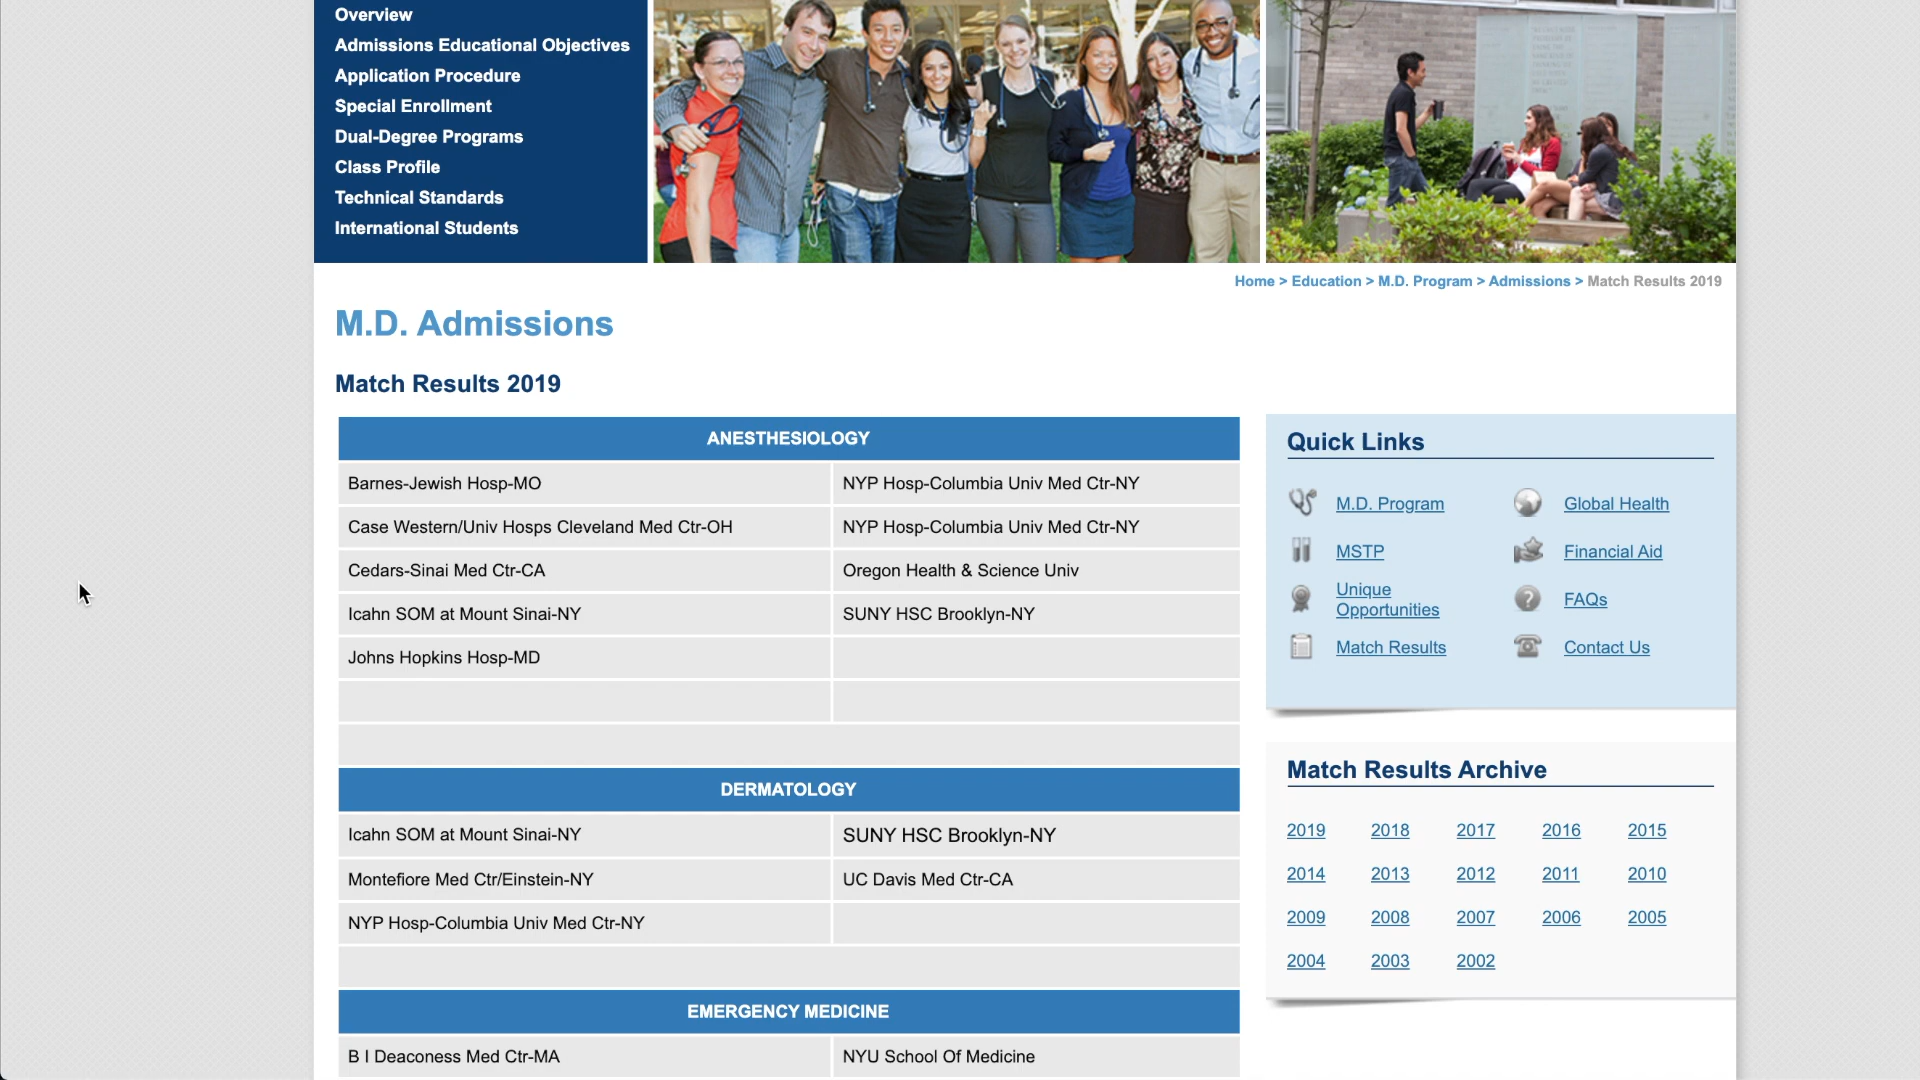 Overview
Admissions Educational Objectives
Application Procedure
Special Enrollment
Dual-Degree Programs
Class Profile
Technical Standards
International Students
Home > Education > M.D. Program > Admissions > Match Results 2019
M.D. Admissions
Match Results 2019
ANESTHESIOLOGY
Barnes-Jewish Hosp-MO
NYP Hosp-Columbia Univ Med Ctr-NY
Case Western/Univ Hosps Cleveland Med Ctr-OH
NYP Hosp-Columbia Univ Med Ctr-NY
Cedars-Sinai Med Ctr-CA
Oregon Health & Science Univ
Icahn SOM at Mount Sinai-NY
SUNY HSC Brooklyn-NY
Johns Hopkins Hosp-MD
DERMATOLOGY
Icahn SOM at Mount Sinai-NY
SUNY HSC Brooklyn-NY
Montefiore Med Ctr/Einstein-NY
UC Davis Med Ctr-CA
NYP Hosp-Columbia Univ Med Ctr-NY
EMERGENCY MEDICINE
B I Deaconess Med Ctr-MA
NYU School Of Medicine
Quick Links
M.D. Program
Global Health
MSTP
Financial Aid
Unique
Opportunities
FAQs
Match Results
Contact Us
Match Results Archive
2019 2018 2017 2016 2015
2014 2013 2012 2011 2010
2009 2008 2007 2006 2005
2004 2003 2002